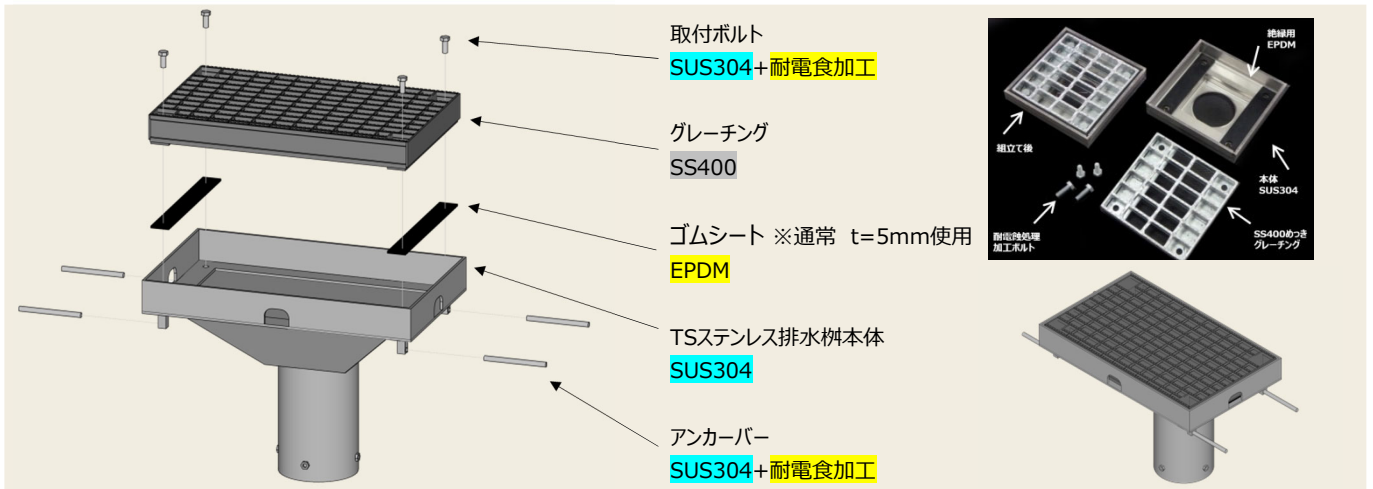 取付ボルト
SUS304+耐電食加工
グレーチング
SS400
ゴムシート ※通常 t=5mm使用
EPDM
TSステンレス排水桝本体
SUS304
アンカーバー
SUS304+耐電食加工
絶縁用
EPDM
組立て後
本体
SUS304
耐電蝕処理
加工ボルト
SS400めっき
グレーチング